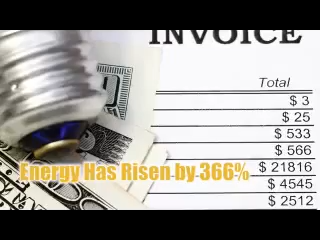 INVOICE
Total
$ 3
$ 25
$ 533
$ 566
$ 21816
$ 4545
$ 2512
Energy Has Risen by 366%